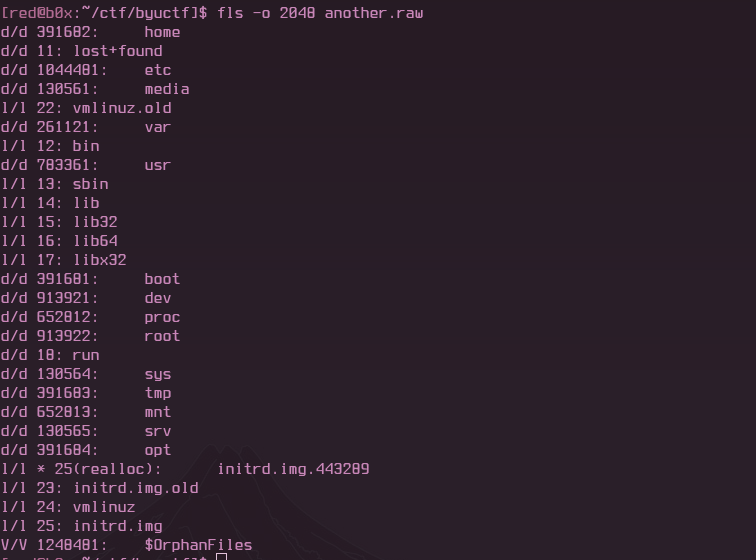 [red@b0x:~/ctf/byuctf]$ fls -o 2048 another.raw
d/d 391682: home
d/d 11: lost+found
d/d 1044481: etc
d/d 130561: media
l/l 22: vmlinuz.old
d/d 261121: var
l/l 12: bin
d/d 783361: usr
l/l 13: sbin
l/l 14: lib
l/l 15: lib32
l/l 16: lib64
l/l 17: libx32
d/d 391681: boot
d/d 913921: dev
d/d 652812: proc
d/d 913922: root
d/d 18: run
d/d 130564: sys
d/d 391683: tmp
d/d 652813: mnt
d/d 130565: srv
d/d 391684: opt
l/l * 25(realloc): initrd.img.443289
l/l 23: initrd.img.old
l/l 24: vmlinuz
l/l 25: initrd.img
V/V 1248481: $OrphanFiles